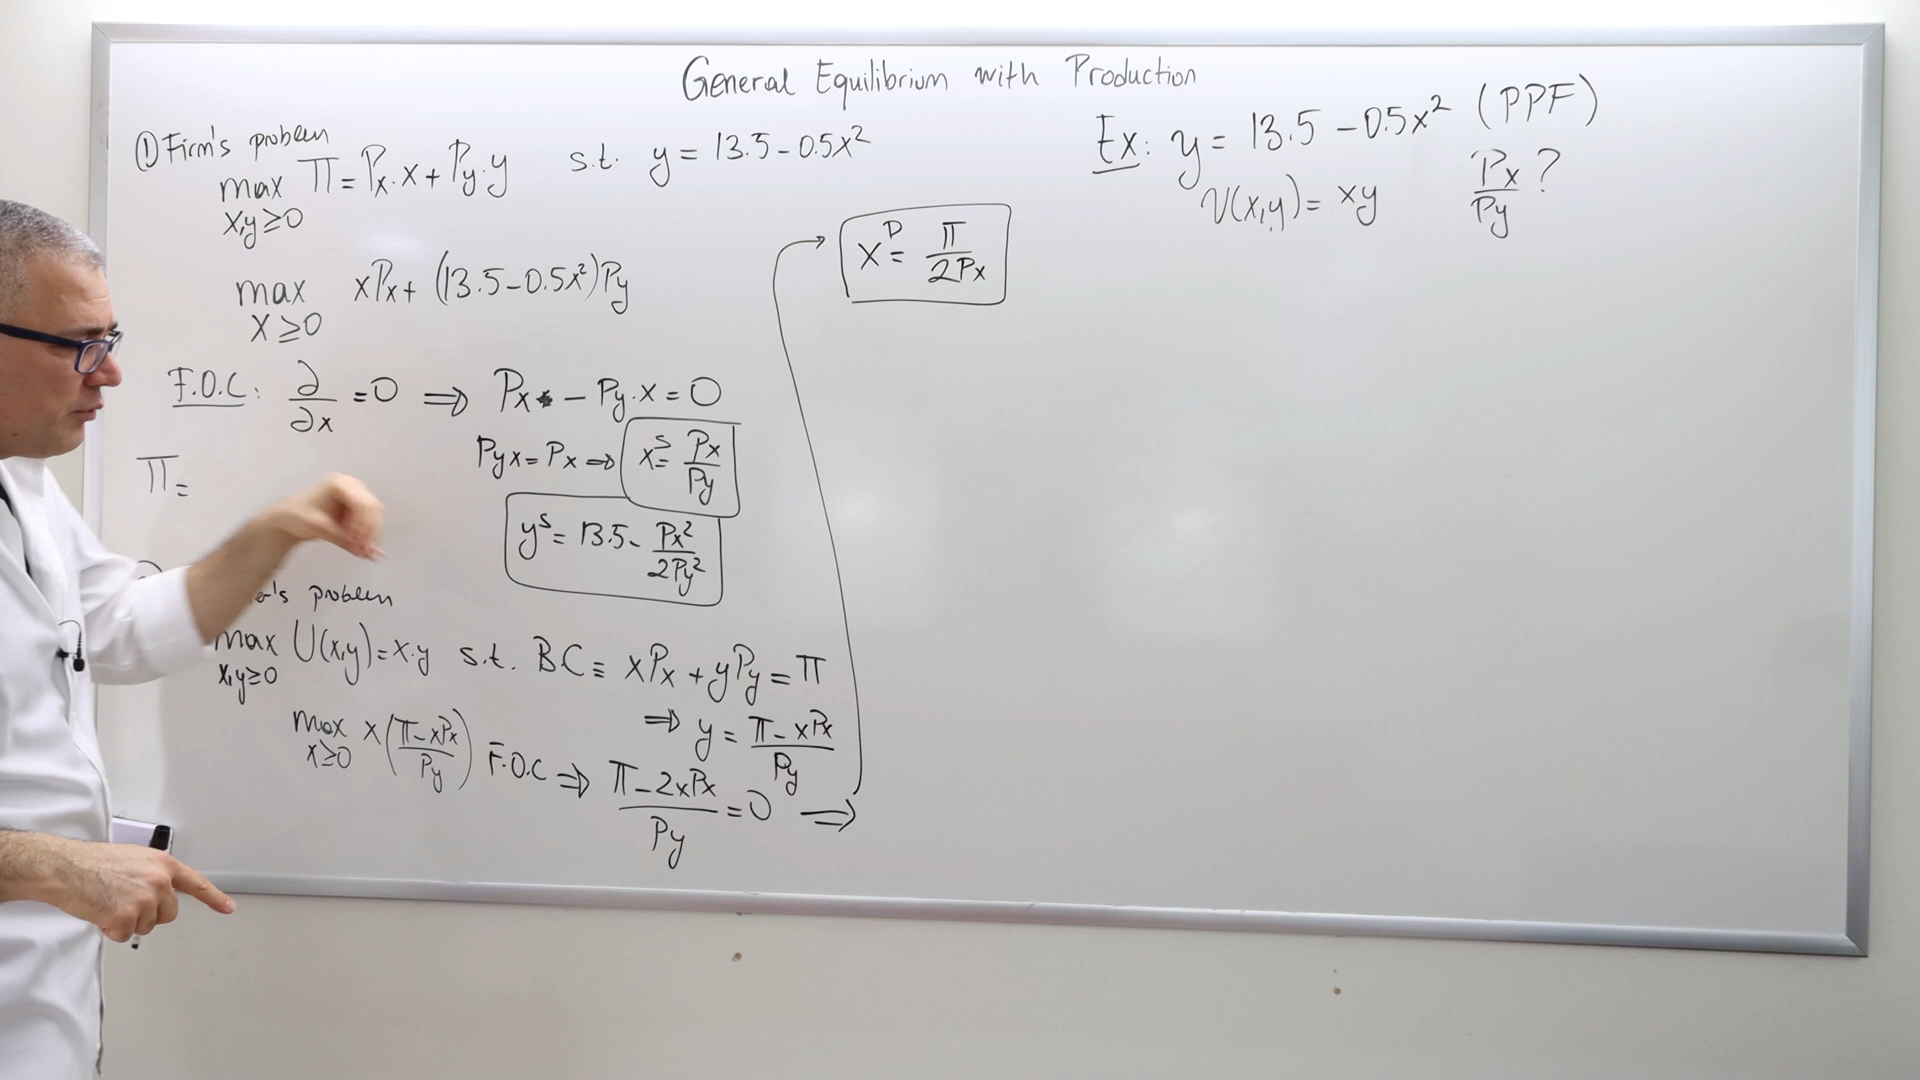 General Equilibrium with Production
① Firm's problem
max Π = Px·x + Py·y s.t. y = 13.5 - 0.5x²
x,y≥0
max xPx + (13.5-0.5x²)Py
x≥0
F.O.C: ∂/∂x = 0 ⇒ Px - Py·x = 0
Pyx = Px ⇒ x^S = Px/Py
Π =
y^S = 13.5 - Px²/2Py²
er's problem
max U(x,y) = x·y s.t. BC ≡ xPx + yPy = Π
x,y≥0
⇒ y = (Π - xPx)/Py
max x((Π - xPx)/Py) F.O.C ⇒ (Π - 2xPx)/Py = 0 ⇒
x≥0
x^D = Π/2Px
Ex: y = 13.5 - 0.5x² (PPF)
U(x,y) = xy Px/Py ?